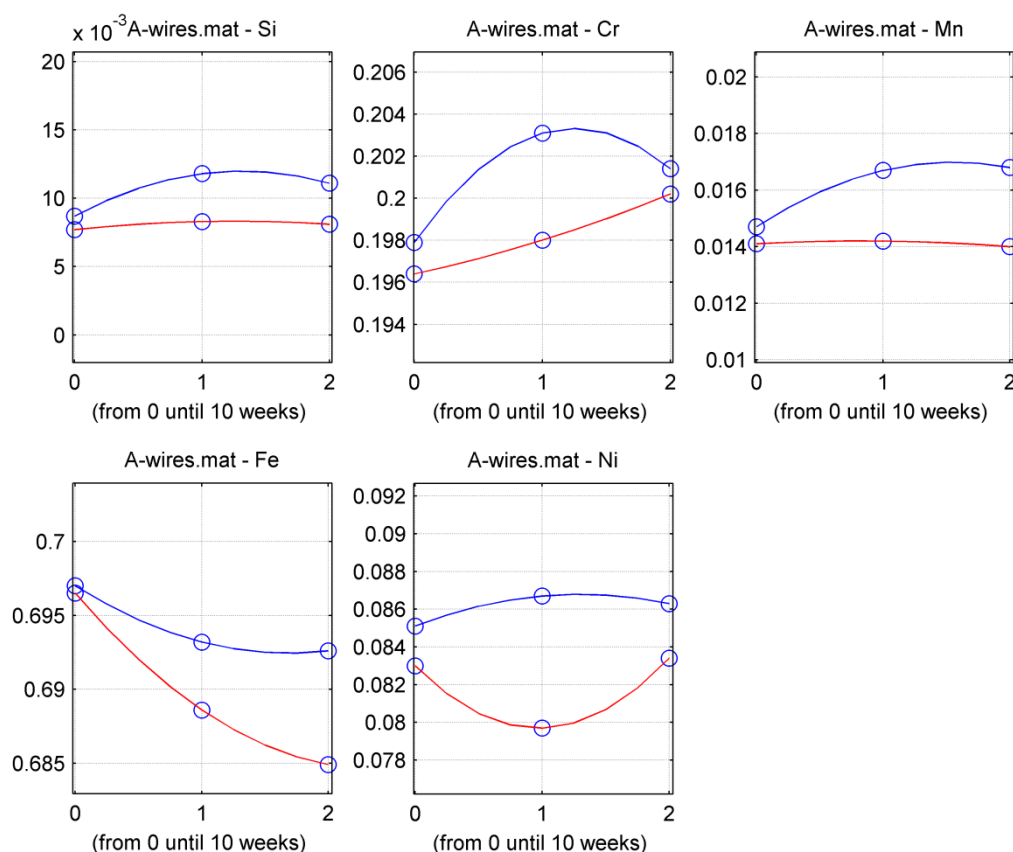 x 10⁻³ A-wires.mat - Si
20
15
10
5
0
0 1 2
(from 0 until 10 weeks)
A-wires.mat - Cr
0.206
0.204
0.202
0.2
0.198
0.196
0.194
0 1 2
(from 0 until 10 weeks)
A-wires.mat - Mn
0.02
0.018
0.016
0.014
0.012
0.01
0 1 2
(from 0 until 10 weeks)
A-wires.mat - Fe
0.7
0.695
0.69
0.685
0 1 2
(from 0 until 10 weeks)
A-wires.mat - Ni
0.092
0.09
0.088
0.086
0.084
0.082
0.08
0.078
0 1 2
(from 0 until 10 weeks)